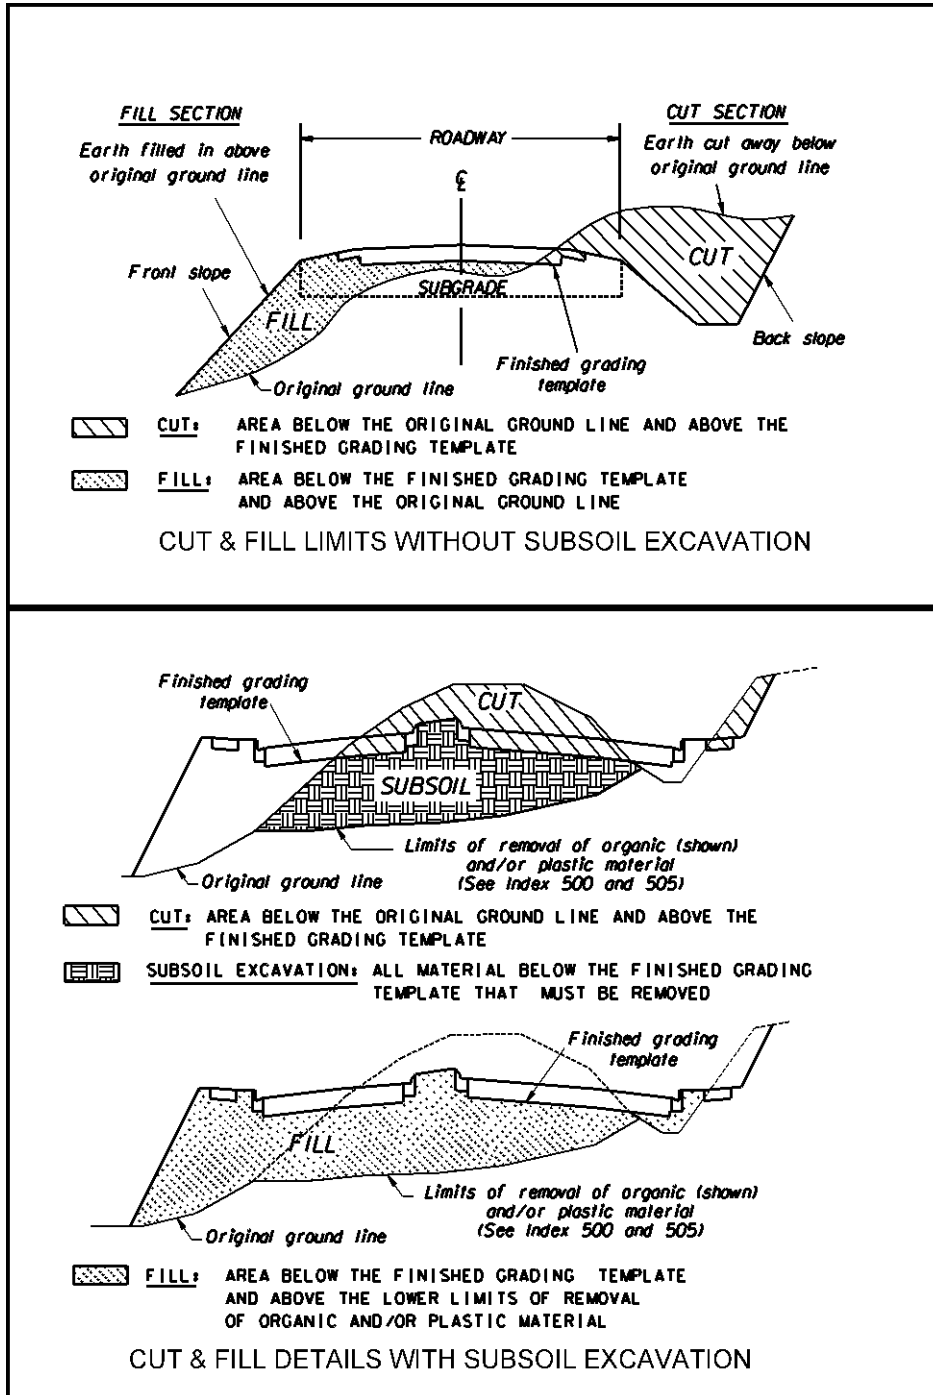 FILL SECTION
Earth filled in above
original ground line
ROADWAY
CUT SECTION
Earth cut away below
original ground line
℄
CUT
Front slope
SUBGRADE
FILL
Back slope
Finished grading
template
Original ground line
CUT: AREA BELOW THE ORIGINAL GROUND LINE AND ABOVE THE
FINISHED GRADING TEMPLATE
FILL: AREA BELOW THE FINISHED GRADING TEMPLATE
AND ABOVE THE ORIGINAL GROUND LINE
CUT & FILL LIMITS WITHOUT SUBSOIL EXCAVATION
Finished grading
template
CUT
SUBSOIL
Limits of removal of organic (shown)
and/or plastic material
(See Index 500 and 505)
Original ground line
CUT: AREA BELOW THE ORIGINAL GROUND LINE AND ABOVE THE
FINISHED GRADING TEMPLATE
SUBSOIL EXCAVATION: ALL MATERIAL BELOW THE FINISHED GRADING
TEMPLATE THAT MUST BE REMOVED
Finished grading
template
FILL
Limits of removal of organic (shown)
and/or plastic material
(See Index 500 and 505)
Original ground line
FILL: AREA BELOW THE FINISHED GRADING TEMPLATE
AND ABOVE THE LOWER LIMITS OF REMOVAL
OF ORGANIC AND/OR PLASTIC MATERIAL
CUT & FILL DETAILS WITH SUBSOIL EXCAVATION